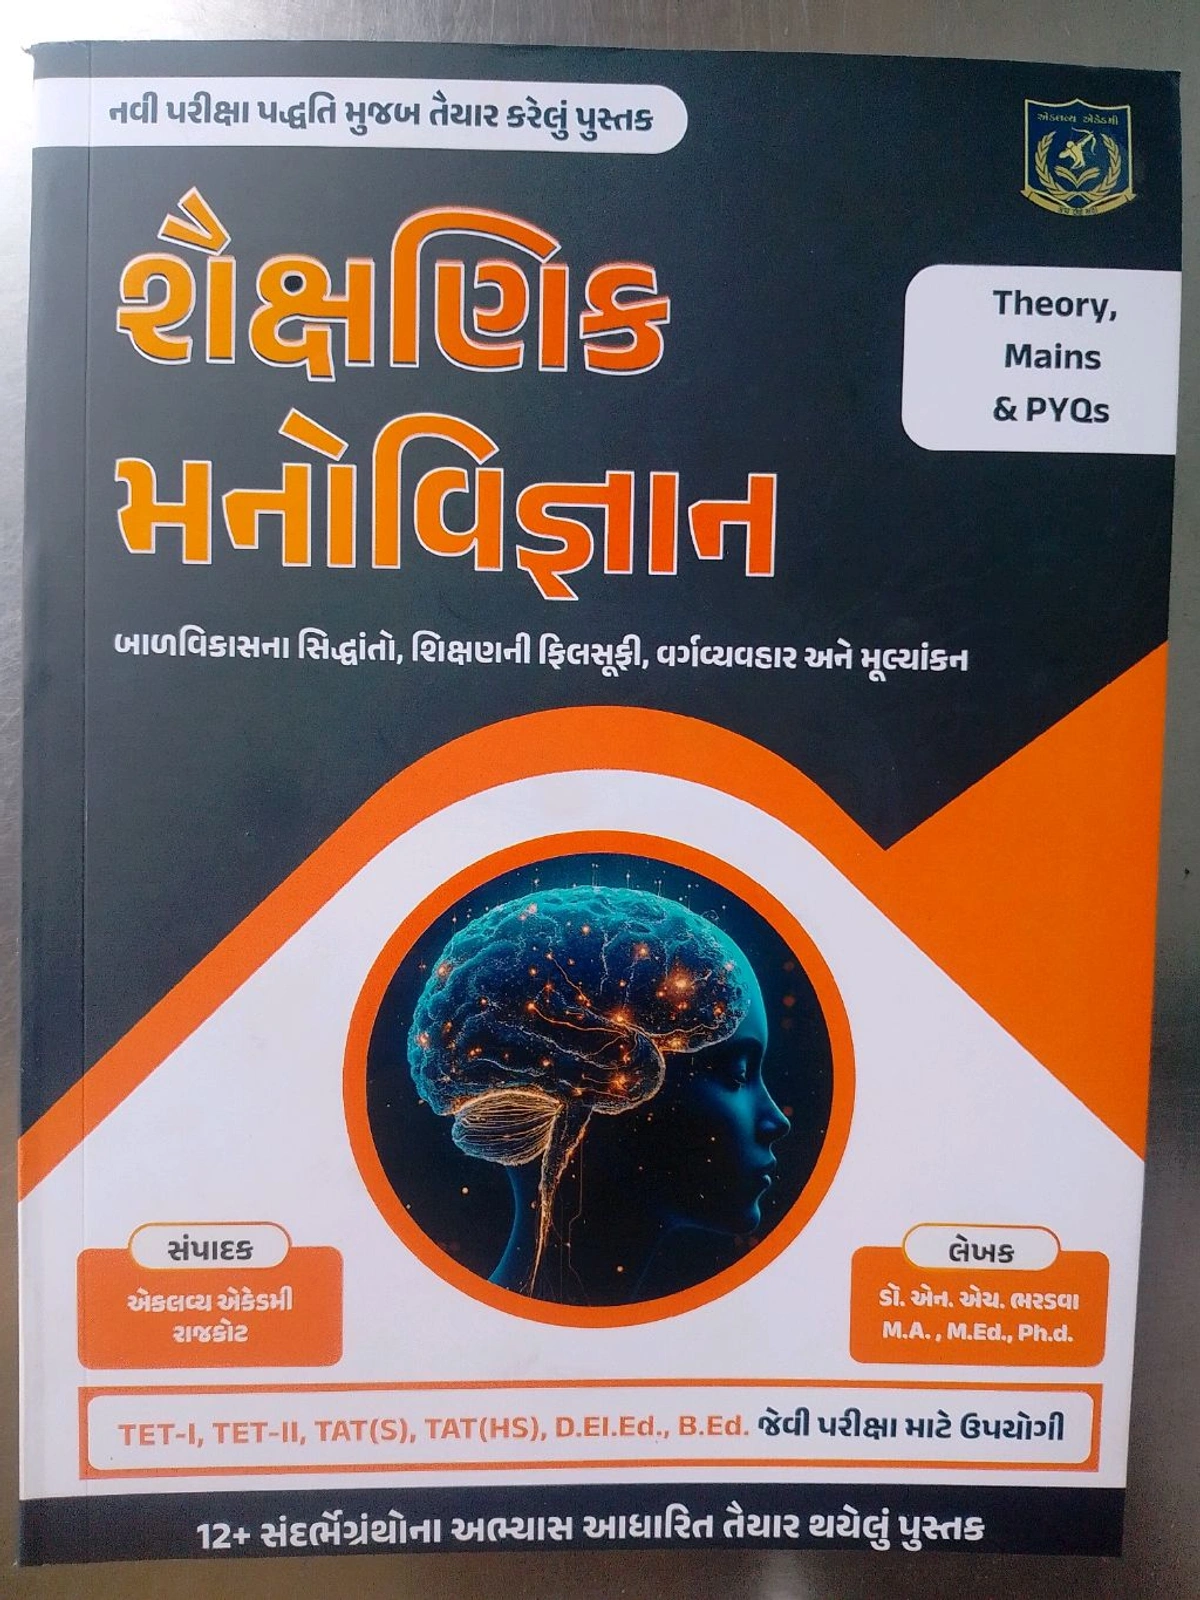 નવી પરીક્ષા પદ્ધતિ મુજબ તૈયાર કરેલું પુસ્તક
એકલવ્ય એકેડમી
શૈક્ષણિક
મનોવિજ્ઞાન
Theory,
Mains
& PYQs
બાળવિકાસના સિદ્ધાંતો, શિક્ષણની ફિલસૂફી, વર્ગવ્યવહાર અને મૂલ્યાંકન
સંપાદક
એકલવ્ય એકેડમી
રાજકોટ
લેખક
ડૉ. એન. એચ. ભરડવા
M.A. , M.Ed., Ph.d.
TET-I, TET-II, TAT(S), TAT(HS), D.El.Ed., B.Ed. જેવી પરીક્ષા માટે ઉપયોગી
12+ સંદર્ભગ્રંથોના અભ્યાસ આધારિત તૈયાર થયેલું પુસ્તક